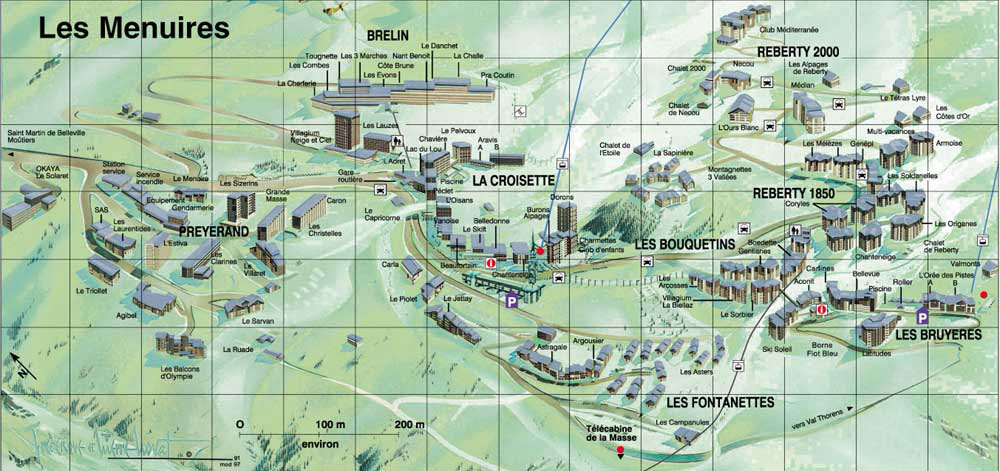 Les Menuires
BRELIN
Le Danchet
Tougnette
Les 3 Marches
Nant Benoit
La Challe
Les Combes
Côte Brune
Les Evons
Pra Coutin
La Charferie
Club Méditerranée
REBERTY 2000
Necou
Chalet 2000
Les Alpages
de Reberty
Médian
Le Tétras Lyre
Chalet
de Necou
L'Ours Blanc
Les
Côtes d'Or
Multi-vacances
Armoise
Les Mélèzes
Genépi
Les Soldanelles
Saint Martin de Belleville
Moûtiers
Villagium
Neige et Ciel
Les Lauzes
Chavière
Le Pelvoux
Lac du Lou
Aravis
A
B
L'Adret
Chalet de
l'Etoile
La Sapinière
Montagnettes
3 Vallées
OKAYA
Le Solaret
Station
service
Service
incendie
Le Menoire
Les Sizerins
Gare
routière
Piscine
Péclet
LA CROISETTE
REBERTY 1850
Coryles
Equipement
Gendarmerie
Grande
Masse
Caron
SAS
Les
Laurentides
PREYERAND
Les
Christelles
Le
Capricorne
L'Oisans
Vanoise
Belledonne
Le Skilt
Burons
Alpages
Oorons
Charmettes
Club d'enfants
LES BOUQUETINS
Boedette
Gentianes
Les Origanes
Chalet
de Reberty
Chanteneige
Valmonts
L'Estiva
Les
Clarines
Le
Villaret
Carla
Beaufortain
Chanteneige
i
P
Les
Arcosses
Carlines
Aconit
Bellevue
Piscine
Roller
L'Orée des Pistes
A
B
Le Triollet
Agibel
Le Sarvan
Le Piolet
Le Jettay
Villagium
La Biellaz
Le Sorbier
i
P
LES BRUYERES
La Ruade
Les Balcons
d'Olympie
Astragale
Argousier
Ski Soleil
Borne
Flot Bleu
Latitudes
Les Asters
LES FONTANETTES
N
O
100 m
200 m
environ
Télécabine
de la Masse
Les Campanules
vers Val Thorens
91
mod 97